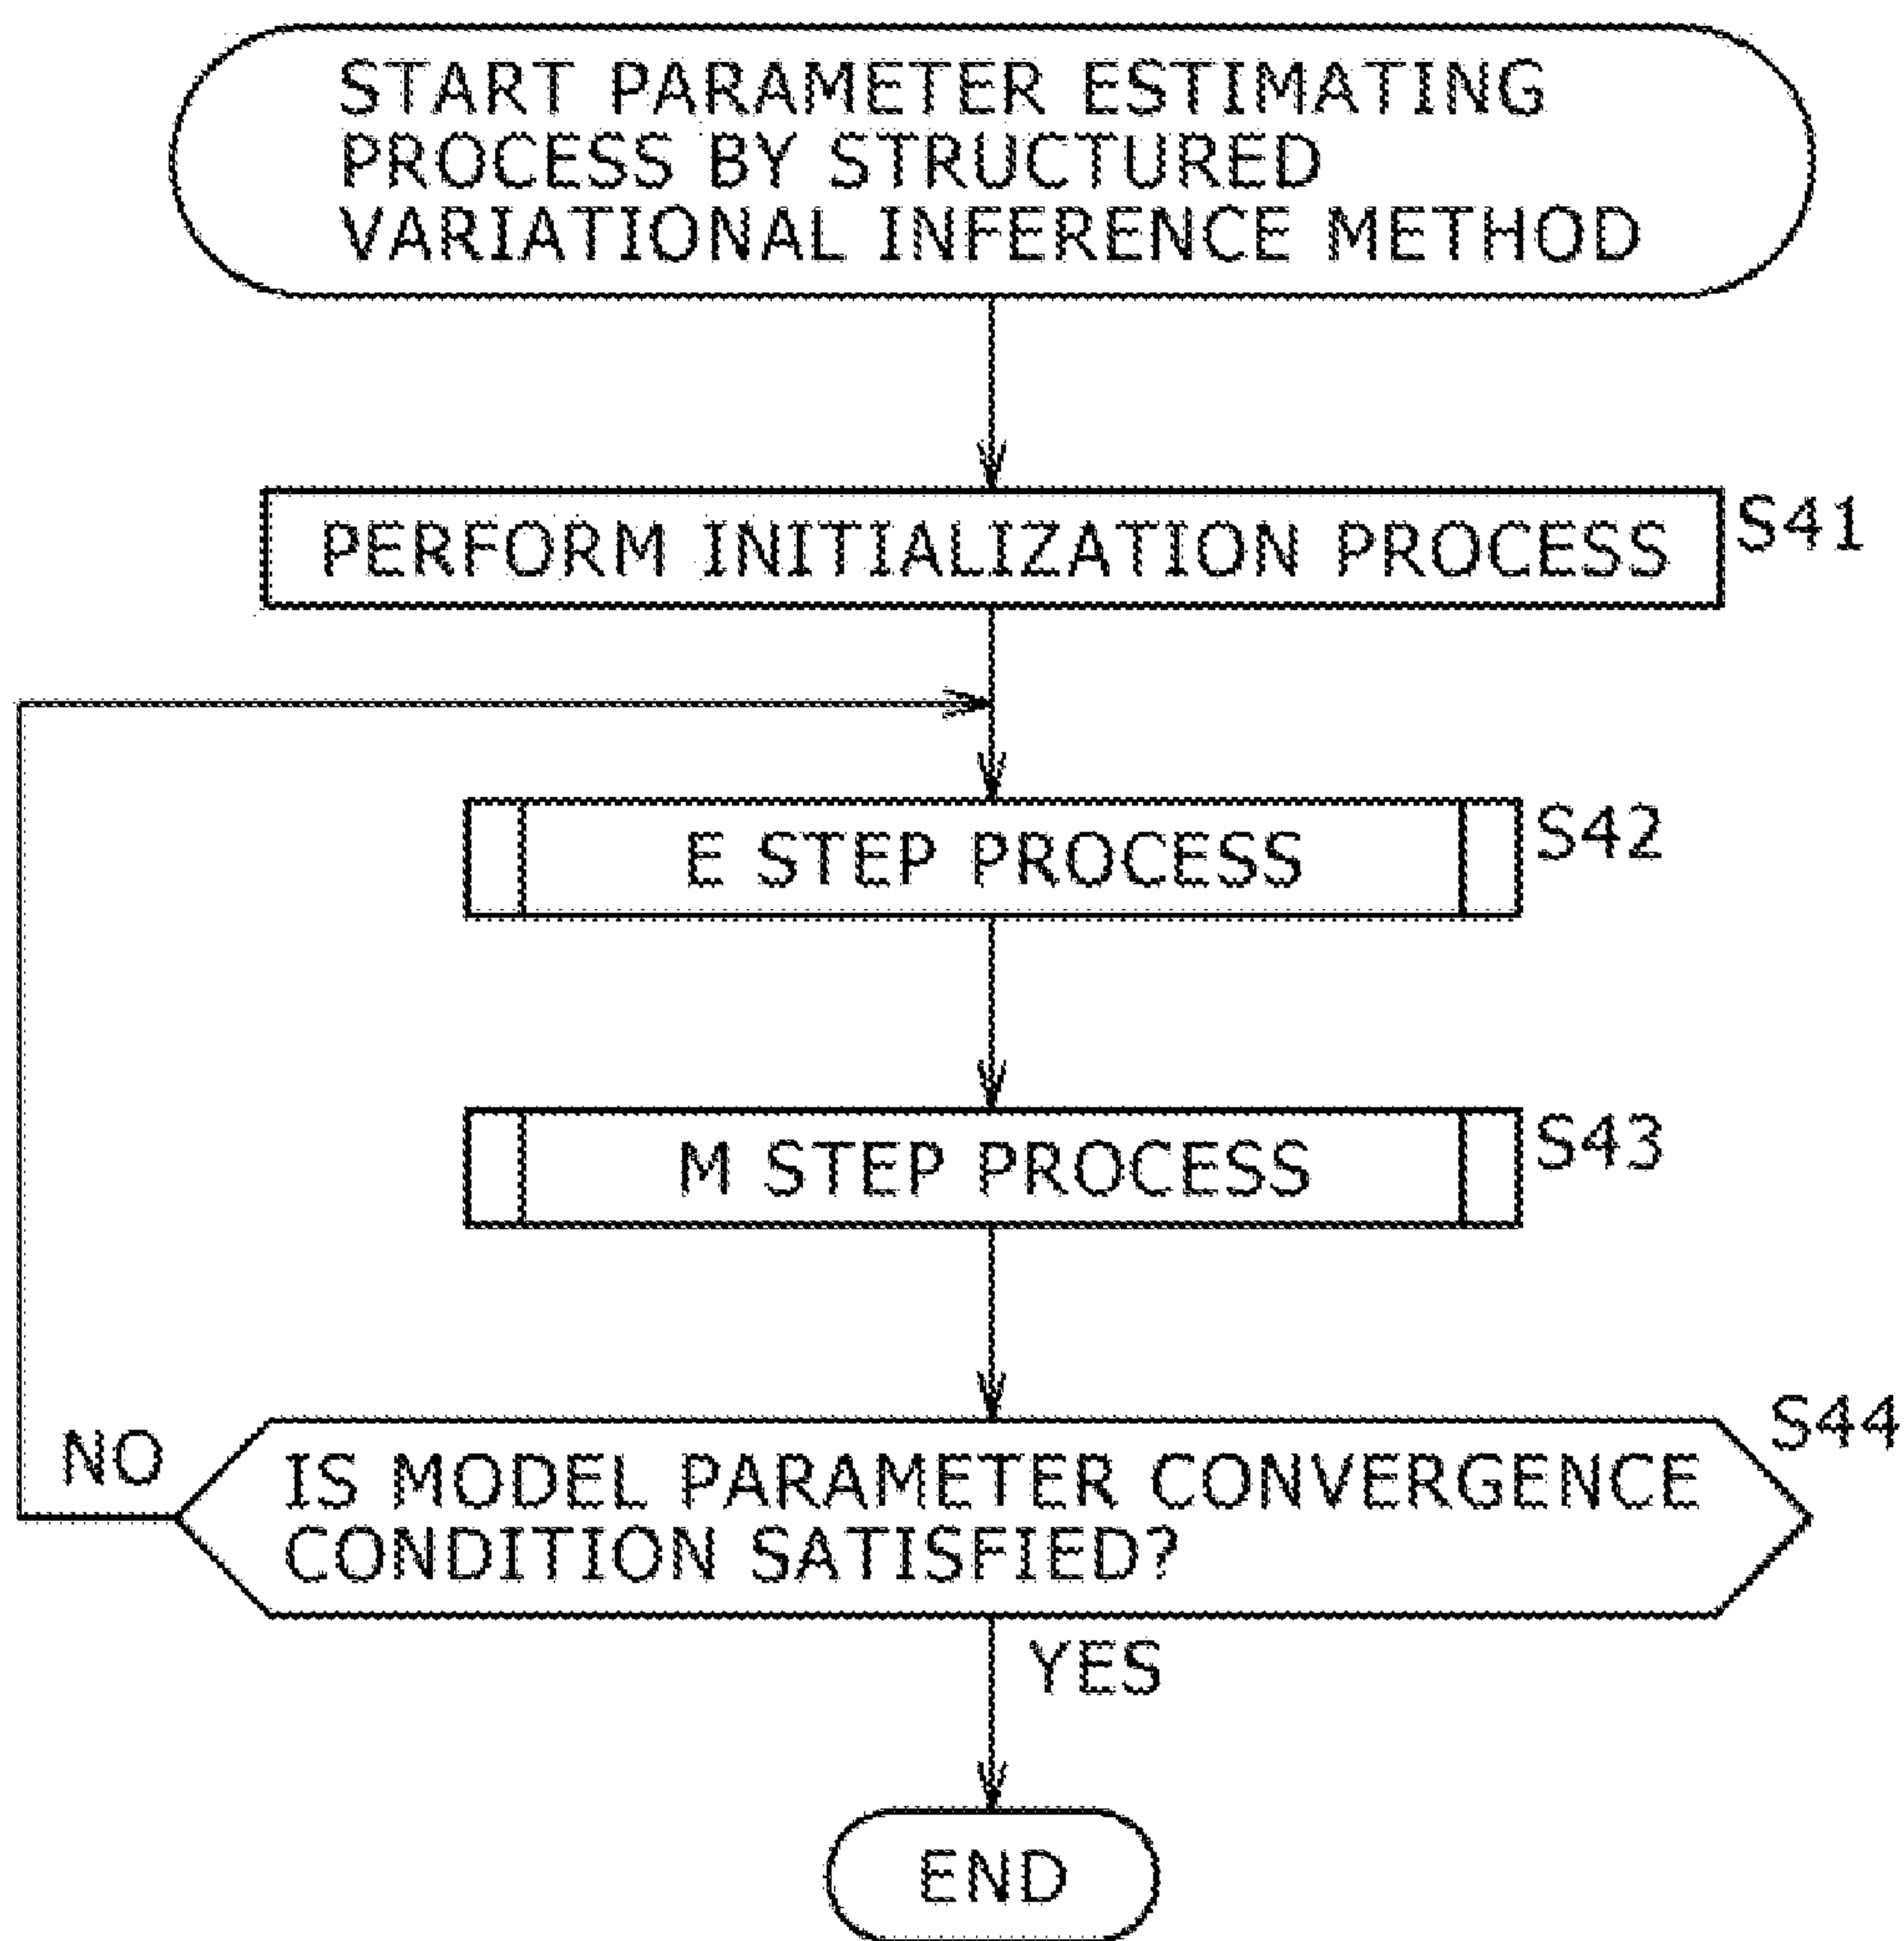 START PARAMETER ESTIMATING
PROCESS BY STRUCTURED
VARIATIONAL INFERENCE METHOD
PERFORM INITIALIZATION PROCESS
S41
E STEP PROCESS
S42
M STEP PROCESS
S43
S44
NO
IS MODEL PARAMETER CONVERGENCE
CONDITION SATISFIED?
YES
END